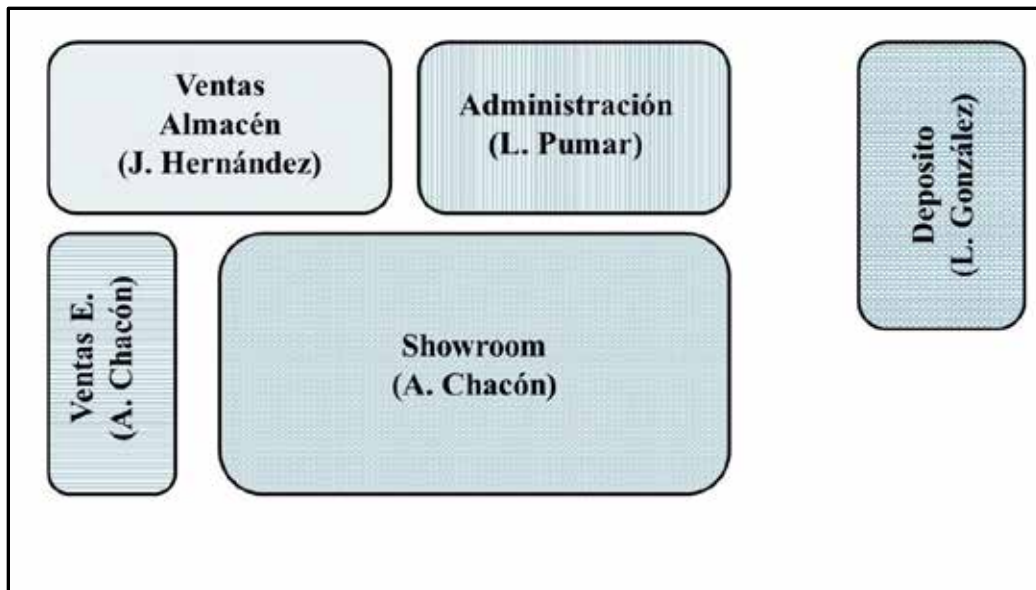 Ventas
Almacén
(J. Hernández)
Administración
(L. Pumar)
Deposito
(L. González)
Ventas E.
(A. Chacón)
Showroom
(A. Chacón)